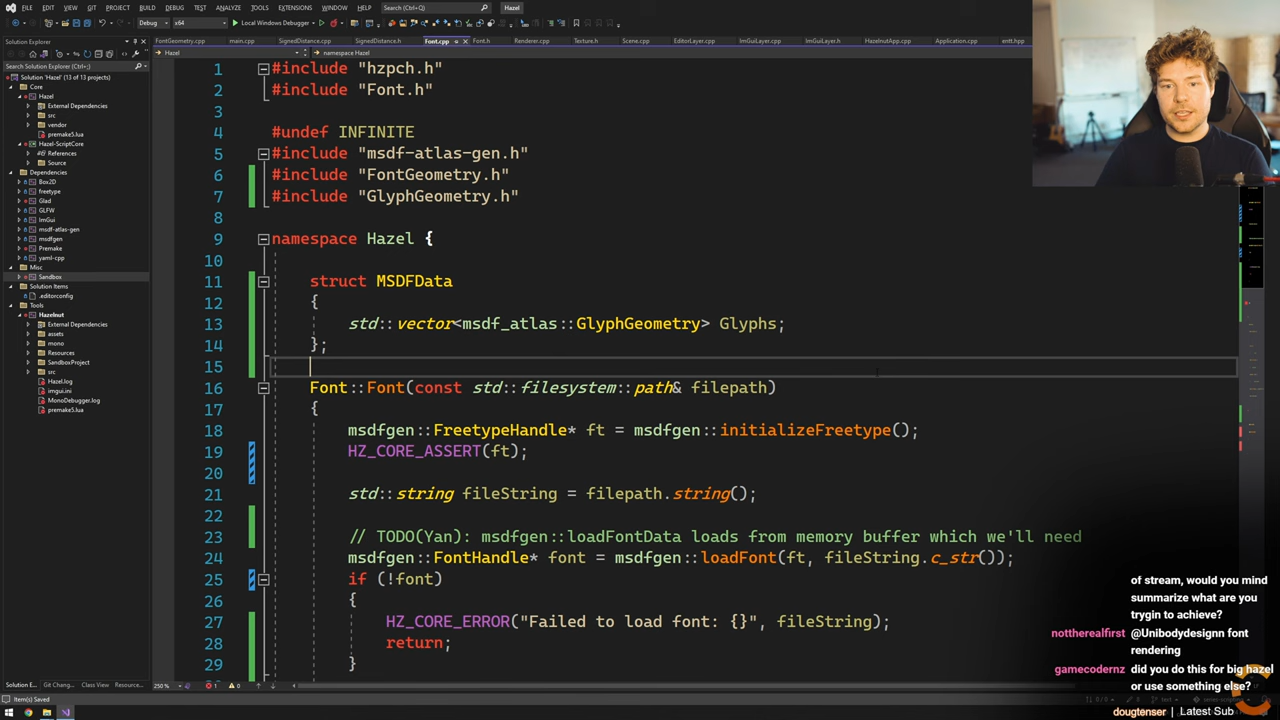 FILE EDIT VIEW GIT PROJECT BUILD DEBUG TEST ANALYZE TOOLS EXTENSIONS WINDOW HELP Search (Ctrl+;) Hazel
Debug x64 Local Windows Debugger
Solution Explorer
FontGeometry.cpp main.cpp SignedDistance.cpp SignedDistance.h Font.cpp Font.h Renderer.cpp Texture.h Scene.cpp EditorLayer.cpp ImGuiLayer.cpp ImGuiLayer.h HazelnutApp.cpp Application.cpp entt.hpp
Hazel namespace Hazel
Search Solution Explorer (Ctrl+;)
Solution 'Hazel' (13 of 13 projects)
Core
Hazel
External Dependencies
src
vendor
premake5.lua
Hazel-ScriptCore
References
Source
Dependencies
Box2D
freetype
Glad
GLFW
ImGui
msdf-atlas-gen
msdfgen
Premake
yaml-cpp
Misc
Sandbox
Solution Items
.editorconfig
Tools
Hazelnut
External Dependencies
assets
mono
Resources
SandboxProject
src
Hazel.log
imgui.ini
MonoDebugger.log
premake5.lua
1 #include "hzpch.h"
2 #include "Font.h"
3
4 #undef INFINITE
5 #include "msdf-atlas-gen.h"
6 #include "FontGeometry.h"
7 #include "GlyphGeometry.h"
8
9 namespace Hazel {
10
11 struct MSDFData
12 {
13 std::vector<msdf_atlas::GlyphGeometry> Glyphs;
14 };
15
16 Font::Font(const std::filesystem::path& filepath)
17 {
18 msdfgen::FreetypeHandle* ft = msdfgen::initializeFreetype();
19 HZ_CORE_ASSERT(ft);
20
21 std::string fileString = filepath.string();
22
23 // TODO(Yan): msdfgen::loadFontData loads from memory buffer which we'll need
24 msdfgen::FontHandle* font = msdfgen::loadFont(ft, fileString.c_str());
25 if (!font)
26 {
27 HZ_CORE_ERROR("Failed to load font: {}", fileString);
28 return;
29 }
of stream, would you mind
summarize what are you
trygin to achieve?
nottherealfirst @Unibodydesignn font
rendering
gamecodernz did you do this for big hazel
or use something else?
dougtenser | Latest Sub
Solution E... Git Chang... Class View Resource...
250 % 1 0
Item(s) Saved